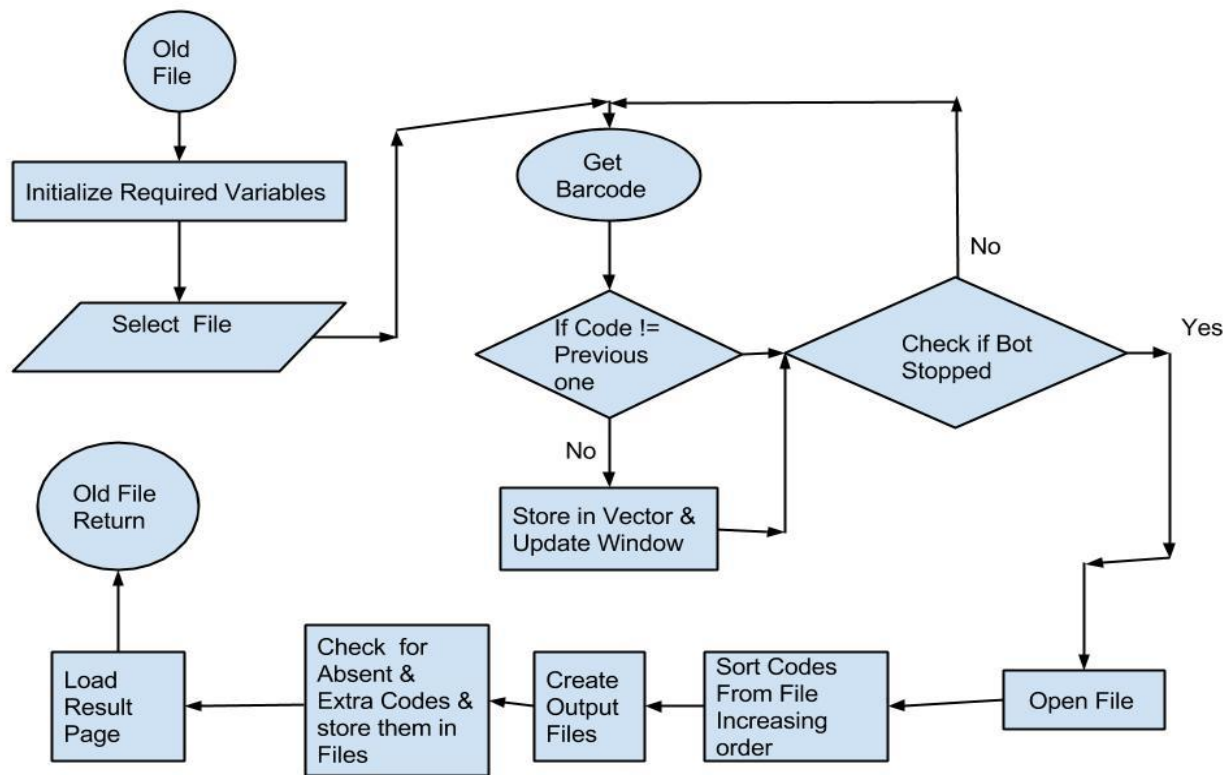 Old
File
Initialize Required Variables
Select File
Get
Barcode
If Code !=
Previous
one
No
Store in Vector &
Update Window
Check if Bot
Stopped
No
Yes
Open File
Sort Codes
From File
Increasing
order
Create
Output
Files
Check for
Absent &
Extra Codes &
store them in
Files
Load
Result
Page
Old File
Return